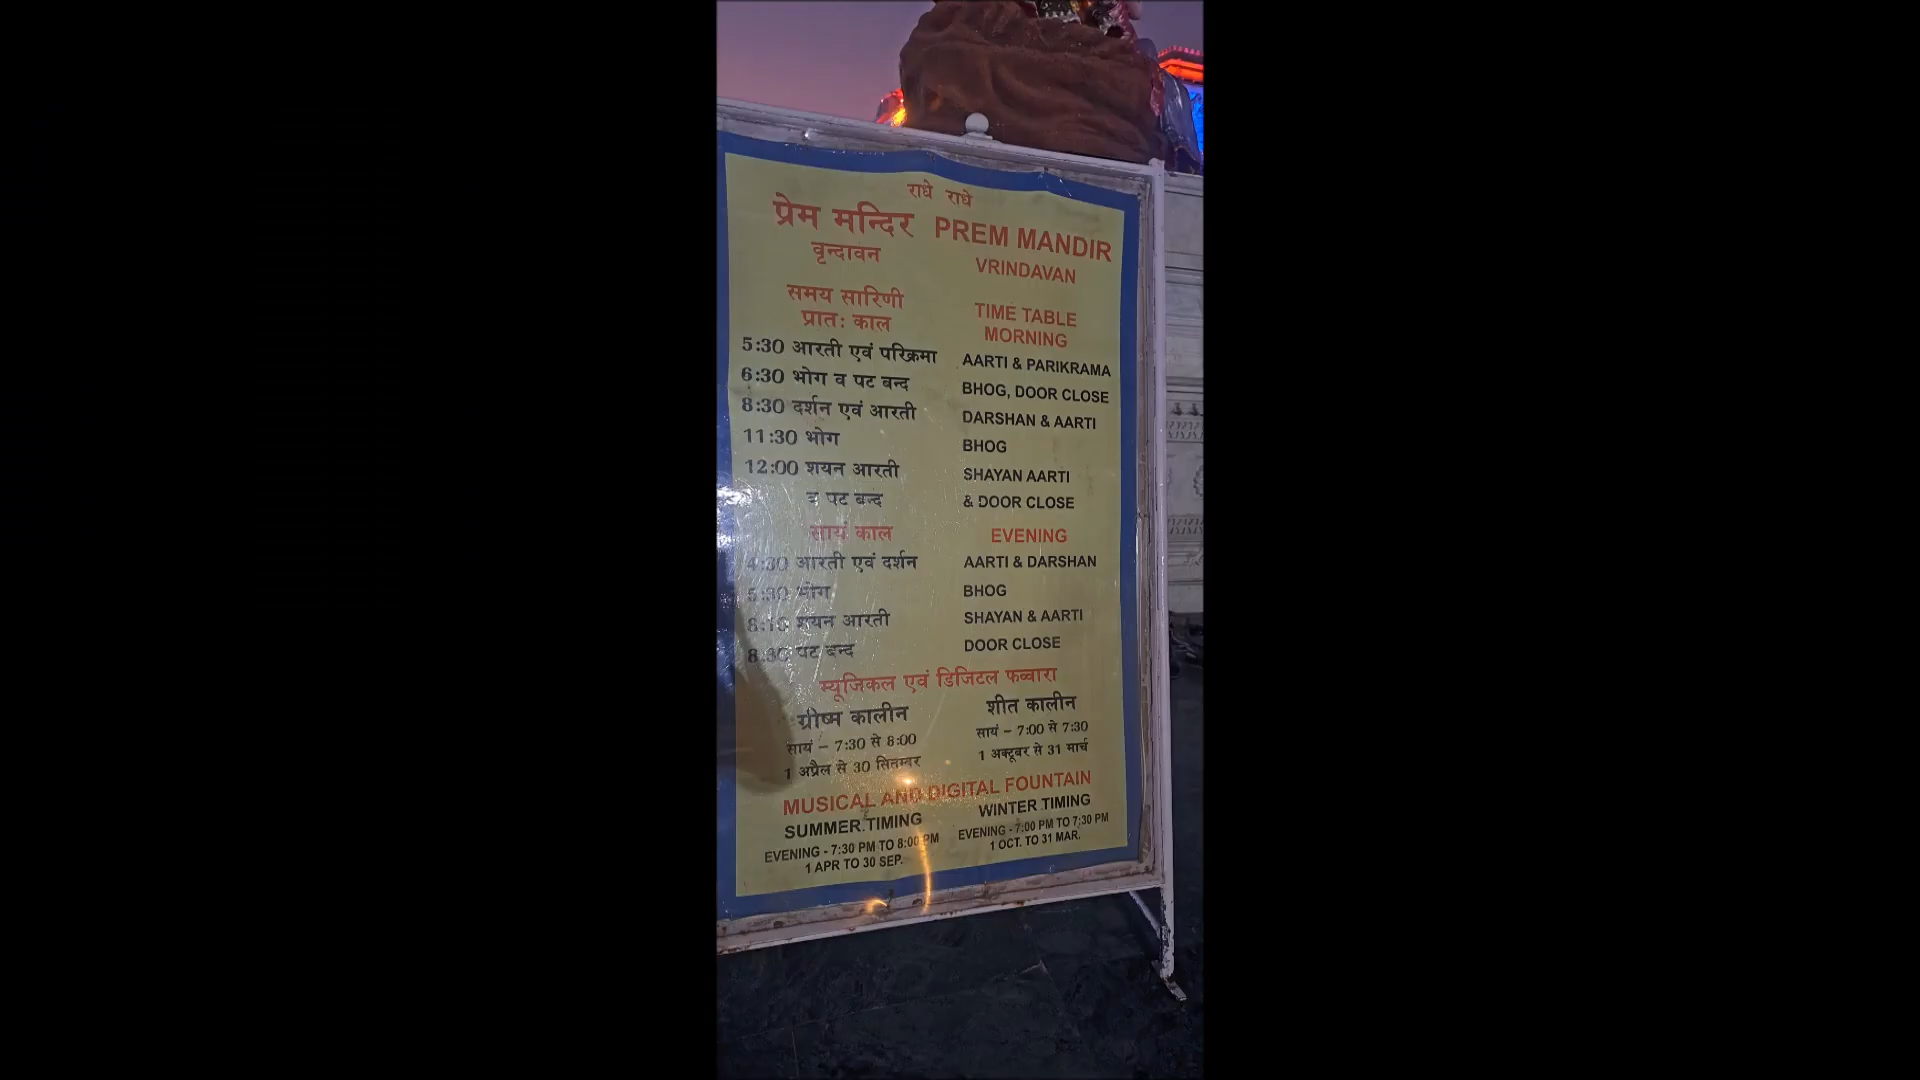 राधे राधे
प्रेम मन्दिर PREM MANDIR
वृन्दावन VRINDAVAN
समय सारिणी TIME TABLE
प्रात: काल MORNING
5:30 आरती एवं परिक्रमा AARTI & PARIKRAMA
6:30 भोग व पट बन्द BHOG, DOOR CLOSE
8:30 दर्शन एवं आरती DARSHAN & AARTI
11:30 भोग BHOG
12:00 शयन आरती SHAYAN AARTI
व पट बन्द & DOOR CLOSE
सायं काल EVENING
4:30 आरती एवं दर्शन AARTI & DARSHAN
5:30 भोग BHOG
8:15 शयन आरती SHAYAN & AARTI
8:30 पट बन्द DOOR CLOSE
म्यूजिकल एवं डिजिटल फव्वारा
ग्रीष्म कालीन शीत कालीन
सायं – 7:30 से 8:00 सायं – 7:00 से 7:30
1 अप्रैल से 30 सितम्बर 1 अक्टूबर से 31 मार्च
MUSICAL AND DIGITAL FOUNTAIN
SUMMER TIMING WINTER TIMING
EVENING - 7:30 PM TO 8:00 PM EVENING - 7:00 PM TO 7:30 PM
1 APR TO 30 SEP. 1 OCT. TO 31 MAR.